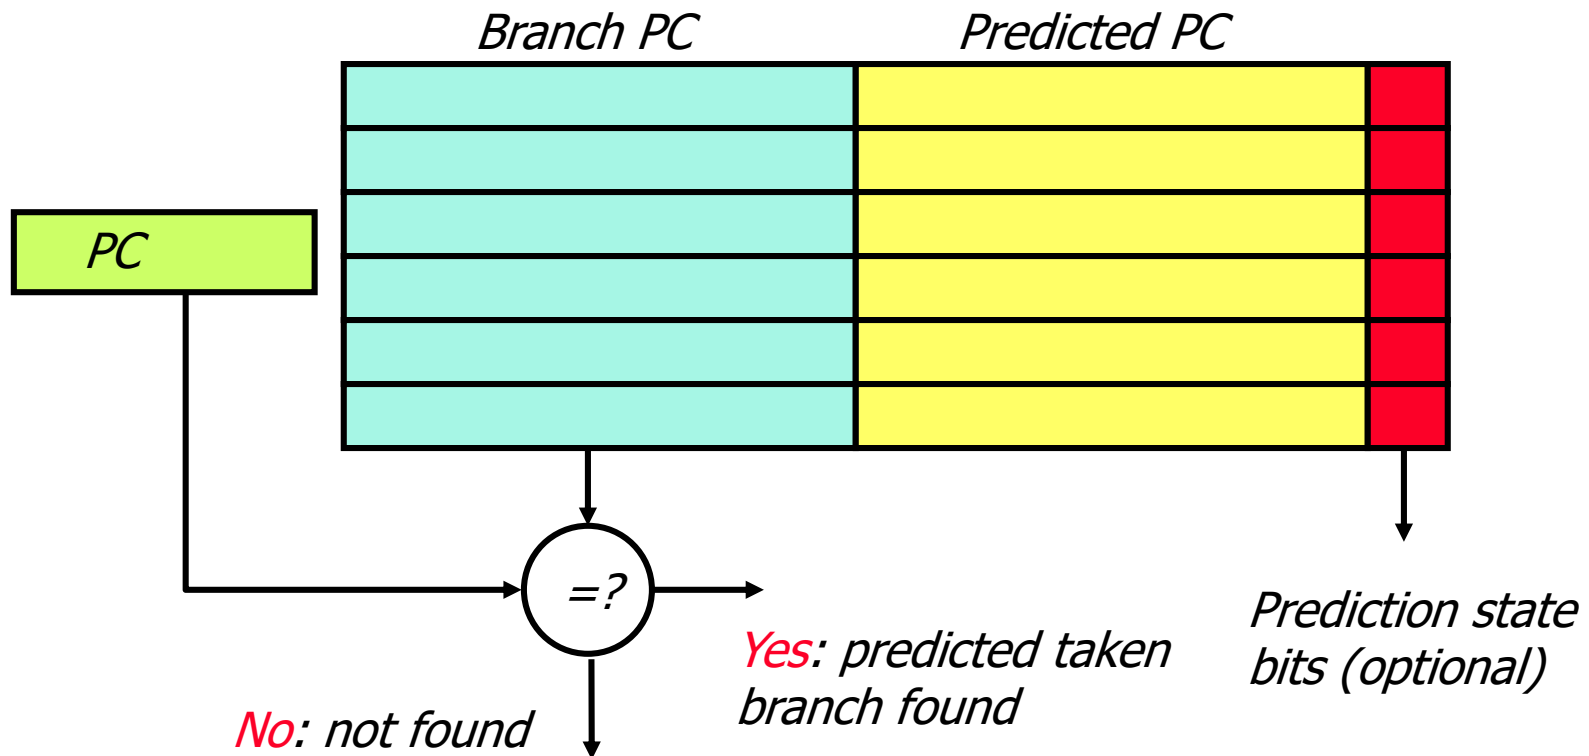 Branch PC
Predicted PC
PC
=?
Yes: predicted taken
branch found
Prediction state
bits (optional)
No: not found